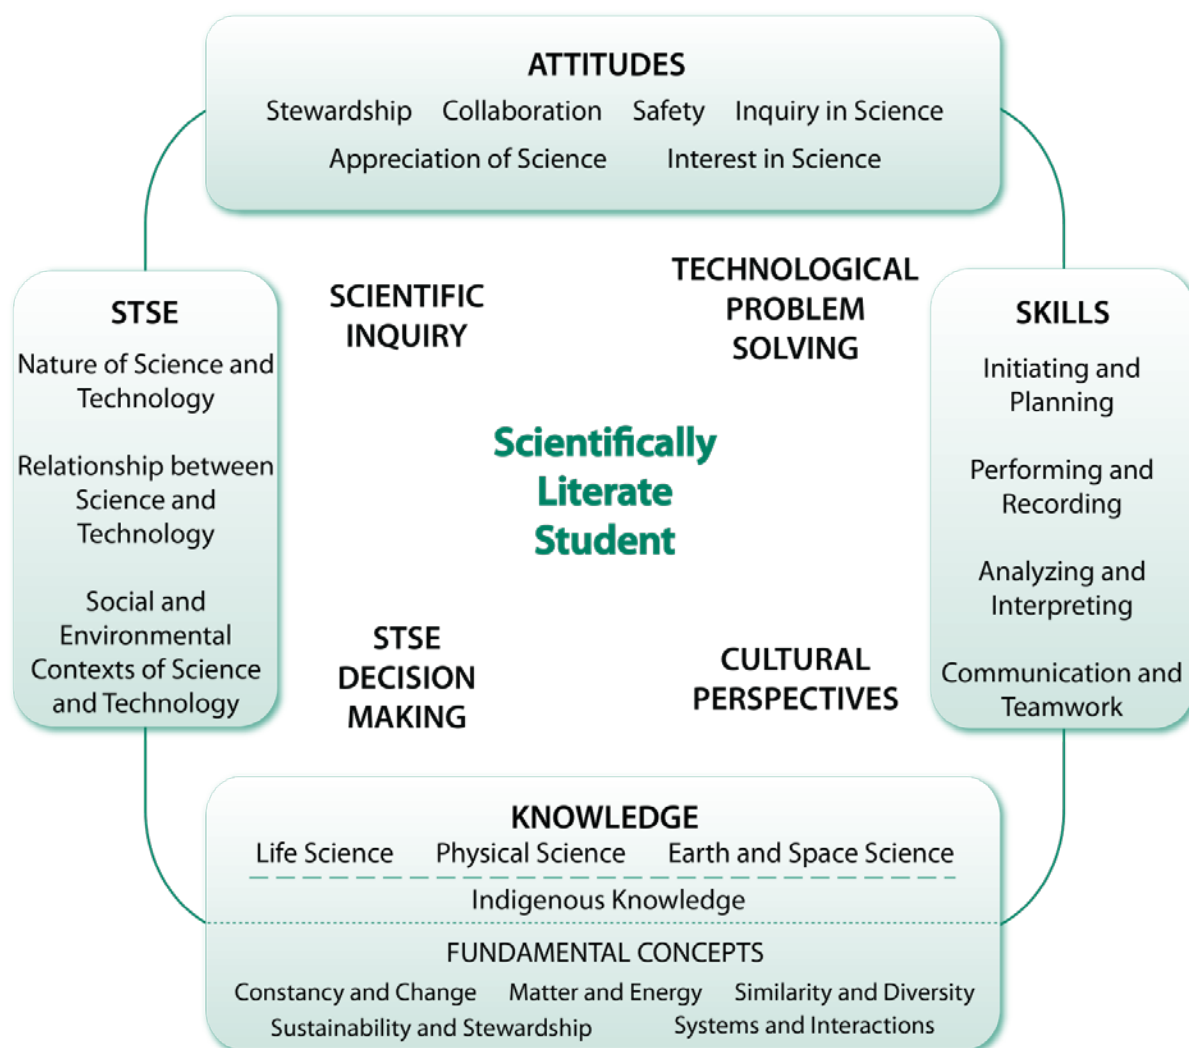 ATTITUDES
Stewardship Collaboration Safety Inquiry in Science
Appreciation of Science Interest in Science
STSE
Nature of Science and
Technology
Relationship between
Science and
Technology
Social and
Environmental
Contexts of Science
and Technology
SCIENTIFIC
INQUIRY
TECHNOLOGICAL
PROBLEM
SOLVING
Scientifically
Literate
Student
STSE
DECISION
MAKING
CULTURAL
PERSPECTIVES
SKILLS
Initiating and
Planning
Performing and
Recording
Analyzing and
Interpreting
Communication and
Teamwork
KNOWLEDGE
Life Science Physical Science Earth and Space Science
Indigenous Knowledge
FUNDAMENTAL CONCEPTS
Constancy and Change Matter and Energy Similarity and Diversity
Sustainability and Stewardship Systems and Interactions